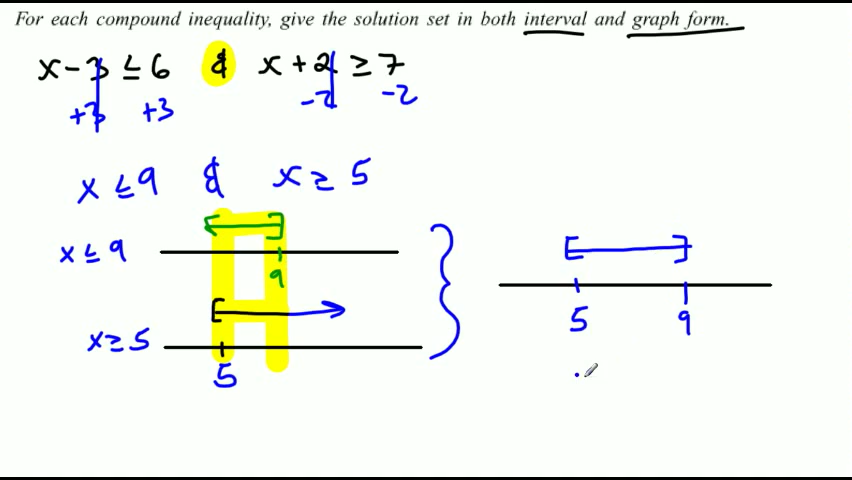 For each compound inequality, give the solution set in both interval and graph form.
x - 3 ≤ 6 & x + 2 ≥ 7
+3 +3 -2 -2
x ≤ 9 & x ≥ 5
x ≤ 9
9
x ≥ 5
5
5 9